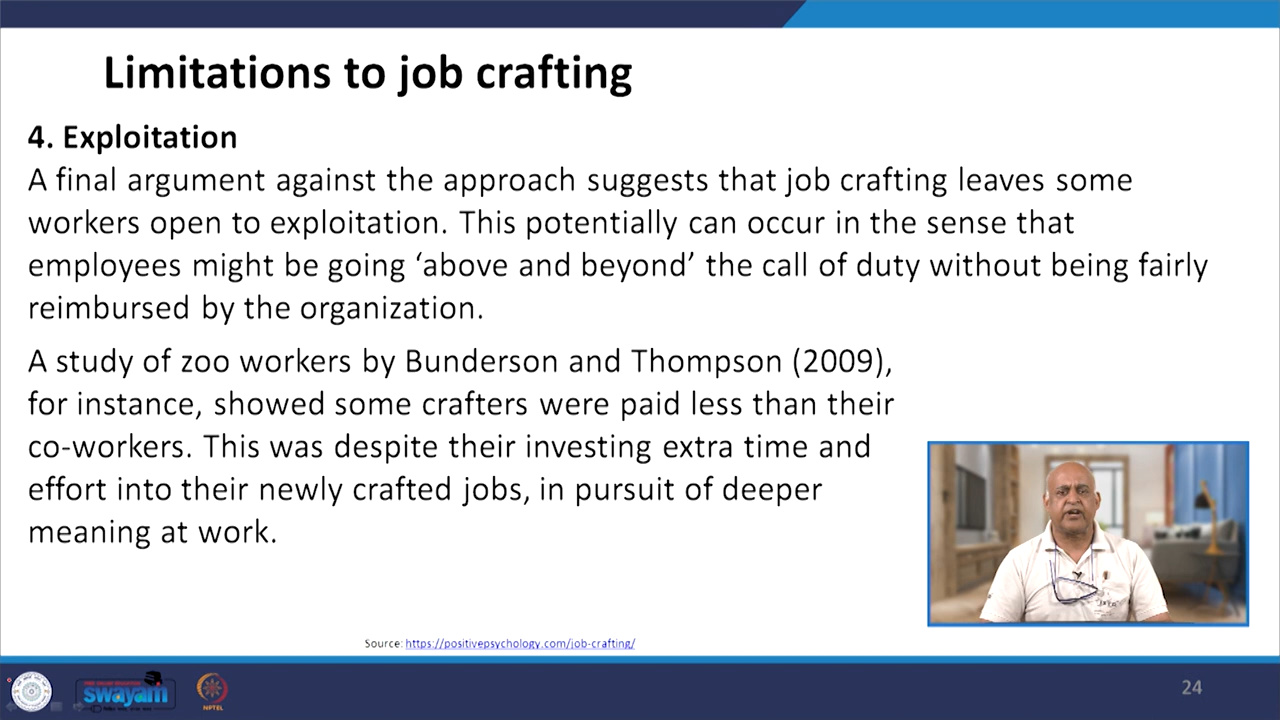 Limitations to job crafting
4. Exploitation
A final argument against the approach suggests that job crafting leaves some
workers open to exploitation. This potentially can occur in the sense that
employees might be going ‘above and beyond’ the call of duty without being fairly
reimbursed by the organization.
A study of zoo workers by Bunderson and Thompson (2009),
for instance, showed some crafters were paid less than their
co-workers. This was despite their investing extra time and
effort into their newly crafted jobs, in pursuit of deeper
meaning at work.
Source: https://positivepsychology.com/job-crafting/
swayam
NPTEL
24